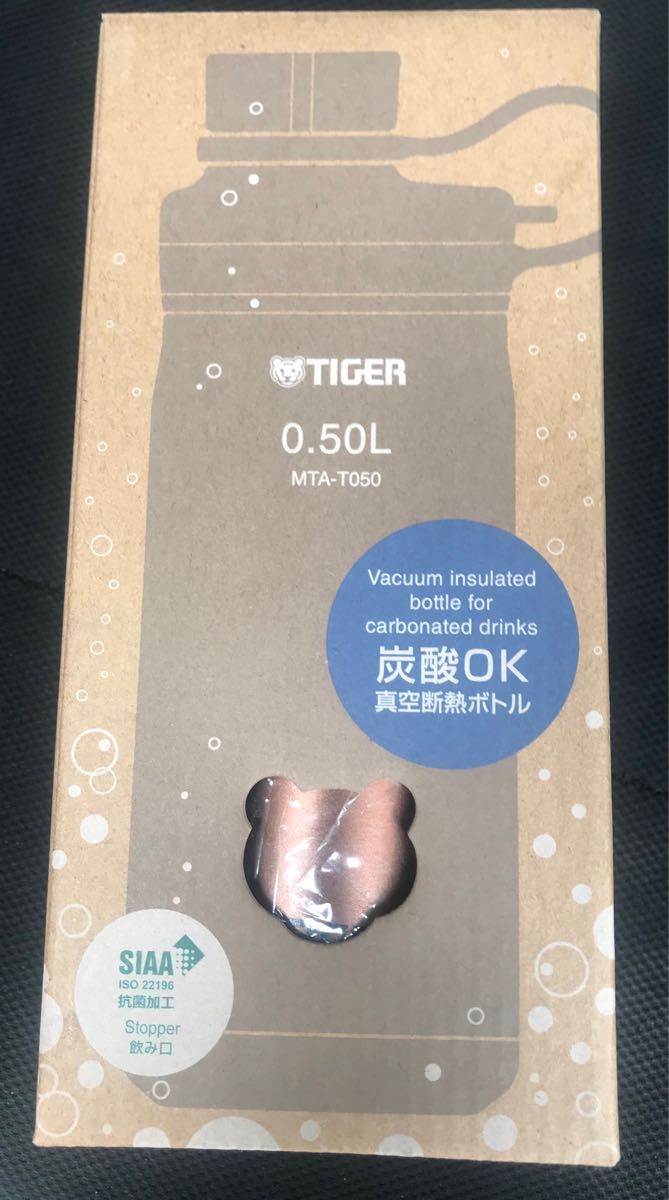 TIGER
0.50L
MTA-T050
Vacuum insulated
bottle for
carbonated drinks
炭酸OK
真空断熱ボトル
SIAA
ISO 22196
抗菌加工
Stopper
飲み口